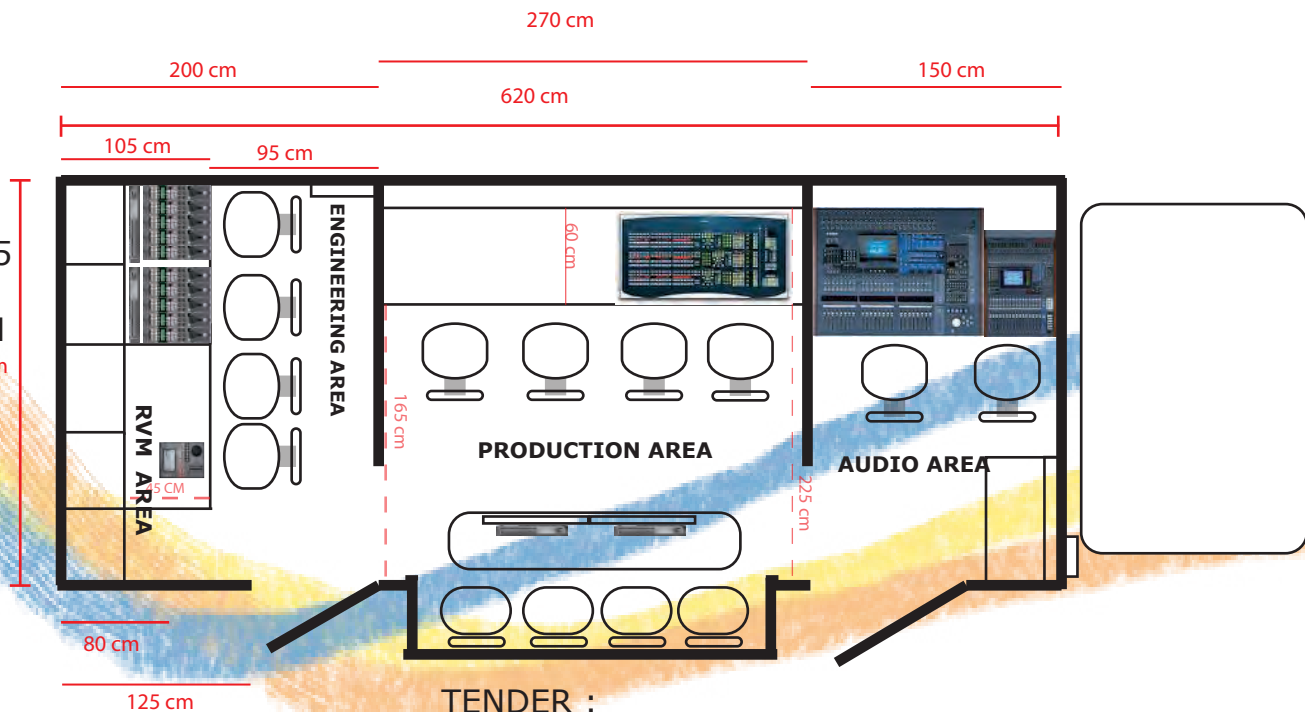 270 cm
200 cm
150 cm
620 cm
105 cm
95 cm
5
ENGINEERING AREA
60 cm
165 cm
RVM AREA
45 CM
PRODUCTION AREA
AUDIO AREA
225 cm
80 cm
125 cm
TENDER :